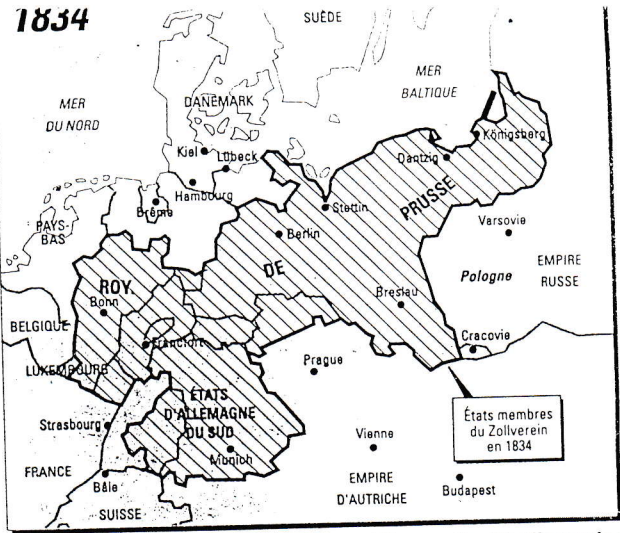 1834
SUÈDE
MER
BALTIQUE
MER
DU NORD
DANEMARK
Kiel
Lübeck
Königsberg
Dantzig
Hambourg
Brême
Stettin
PRUSSE
PAYS-
BAS
Varsovie
Berlin
EMPIRE
RUSSE
DE
ROY.
Pologne
Bonn
Breslau
BELGIQUE
Francfort
Cracovie
LUXEMBOURG
Prague
ÉTATS
D'ALLEMAGNE
DU SUD
États membres
du Zollverein
en 1834
Strasbourg
Munich
Vienne
FRANCE
Bâle
EMPIRE
D'AUTRICHE
Budapest
SUISSE